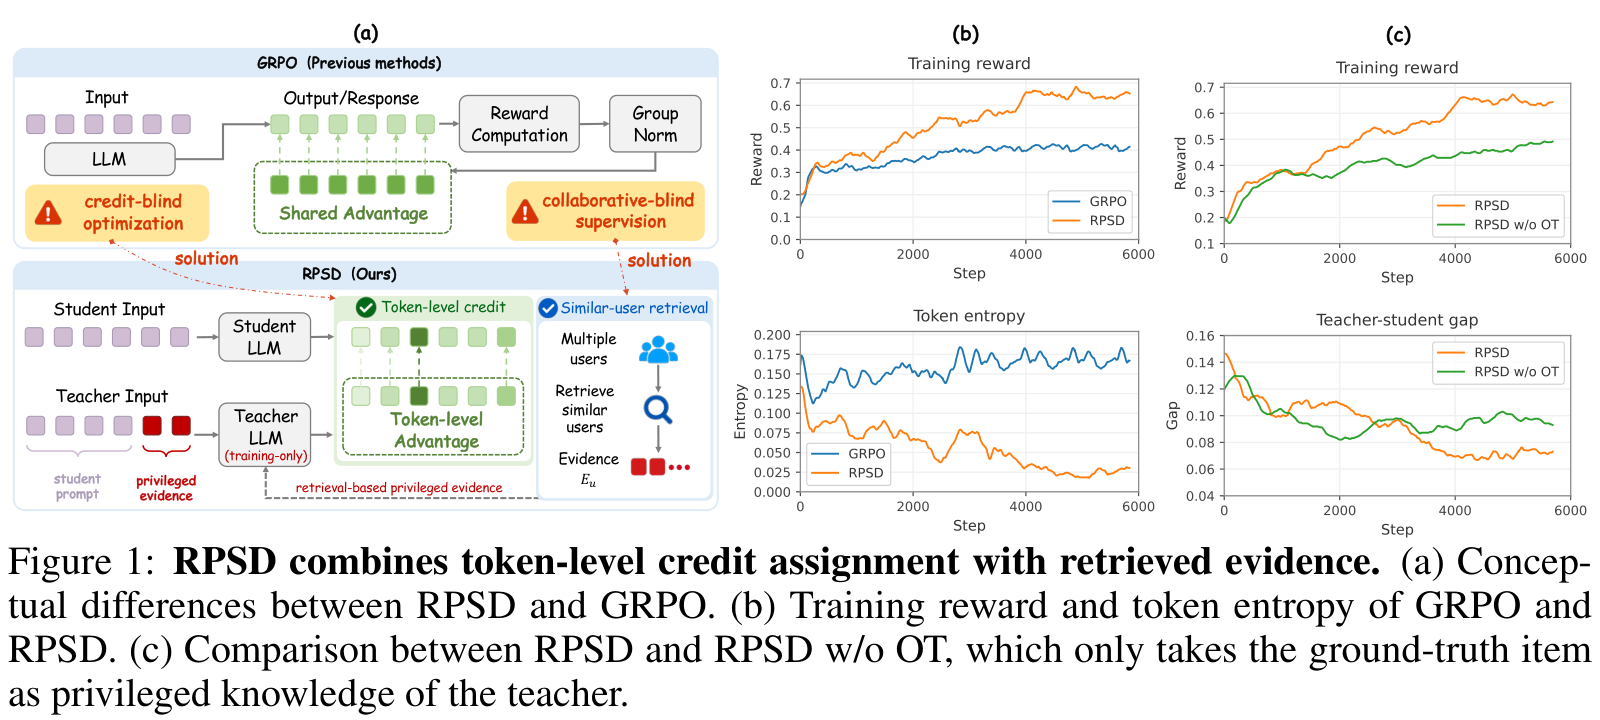 (a)
GRPO (Previous methods)
Input
Output/Response
LLM
Reward
Computation
Group
Norm
Shared Advantage
credit-blind
optimization
collaborative-blind
supervision
solution
solution
RPSD (Ours)
Student Input
Student
LLM
Token-level credit
Similar-user retrieval
Multiple
users
Retrieve
similar
users
Evidence
E_u
Teacher Input
Teacher
LLM
(training-only)
Token-level
Advantage
student
prompt
privileged
evidence
retrieval-based privileged evidence
(b)
Training reward
Reward
0.7
0.6
0.5
0.4
0.3
0.2
0.1
0.0
GRPO
RPSD
0 2000 4000 6000
Step
Token entropy
Entropy
0.200
0.175
0.150
0.125
0.100
0.075
0.050
0.025
0.000
GRPO
RPSD
0 2000 4000 6000
Step
(c)
Training reward
Reward
0.7
0.6
0.5
0.4
0.3
0.2
0.1
RPSD
RPSD w/o OT
0 2000 4000 6000
Step
Teacher-student gap
Gap
0.16
0.14
0.12
0.10
0.08
0.06
0.04
RPSD
RPSD w/o OT
0 2000 4000 6000
Step
Figure 1: RPSD combines token-level credit assignment with retrieved evidence. (a) Concep-
tual differences between RPSD and GRPO. (b) Training reward and token entropy of GRPO and
RPSD. (c) Comparison between RPSD and RPSD w/o OT, which only takes the ground-truth item
as privileged knowledge of the teacher.